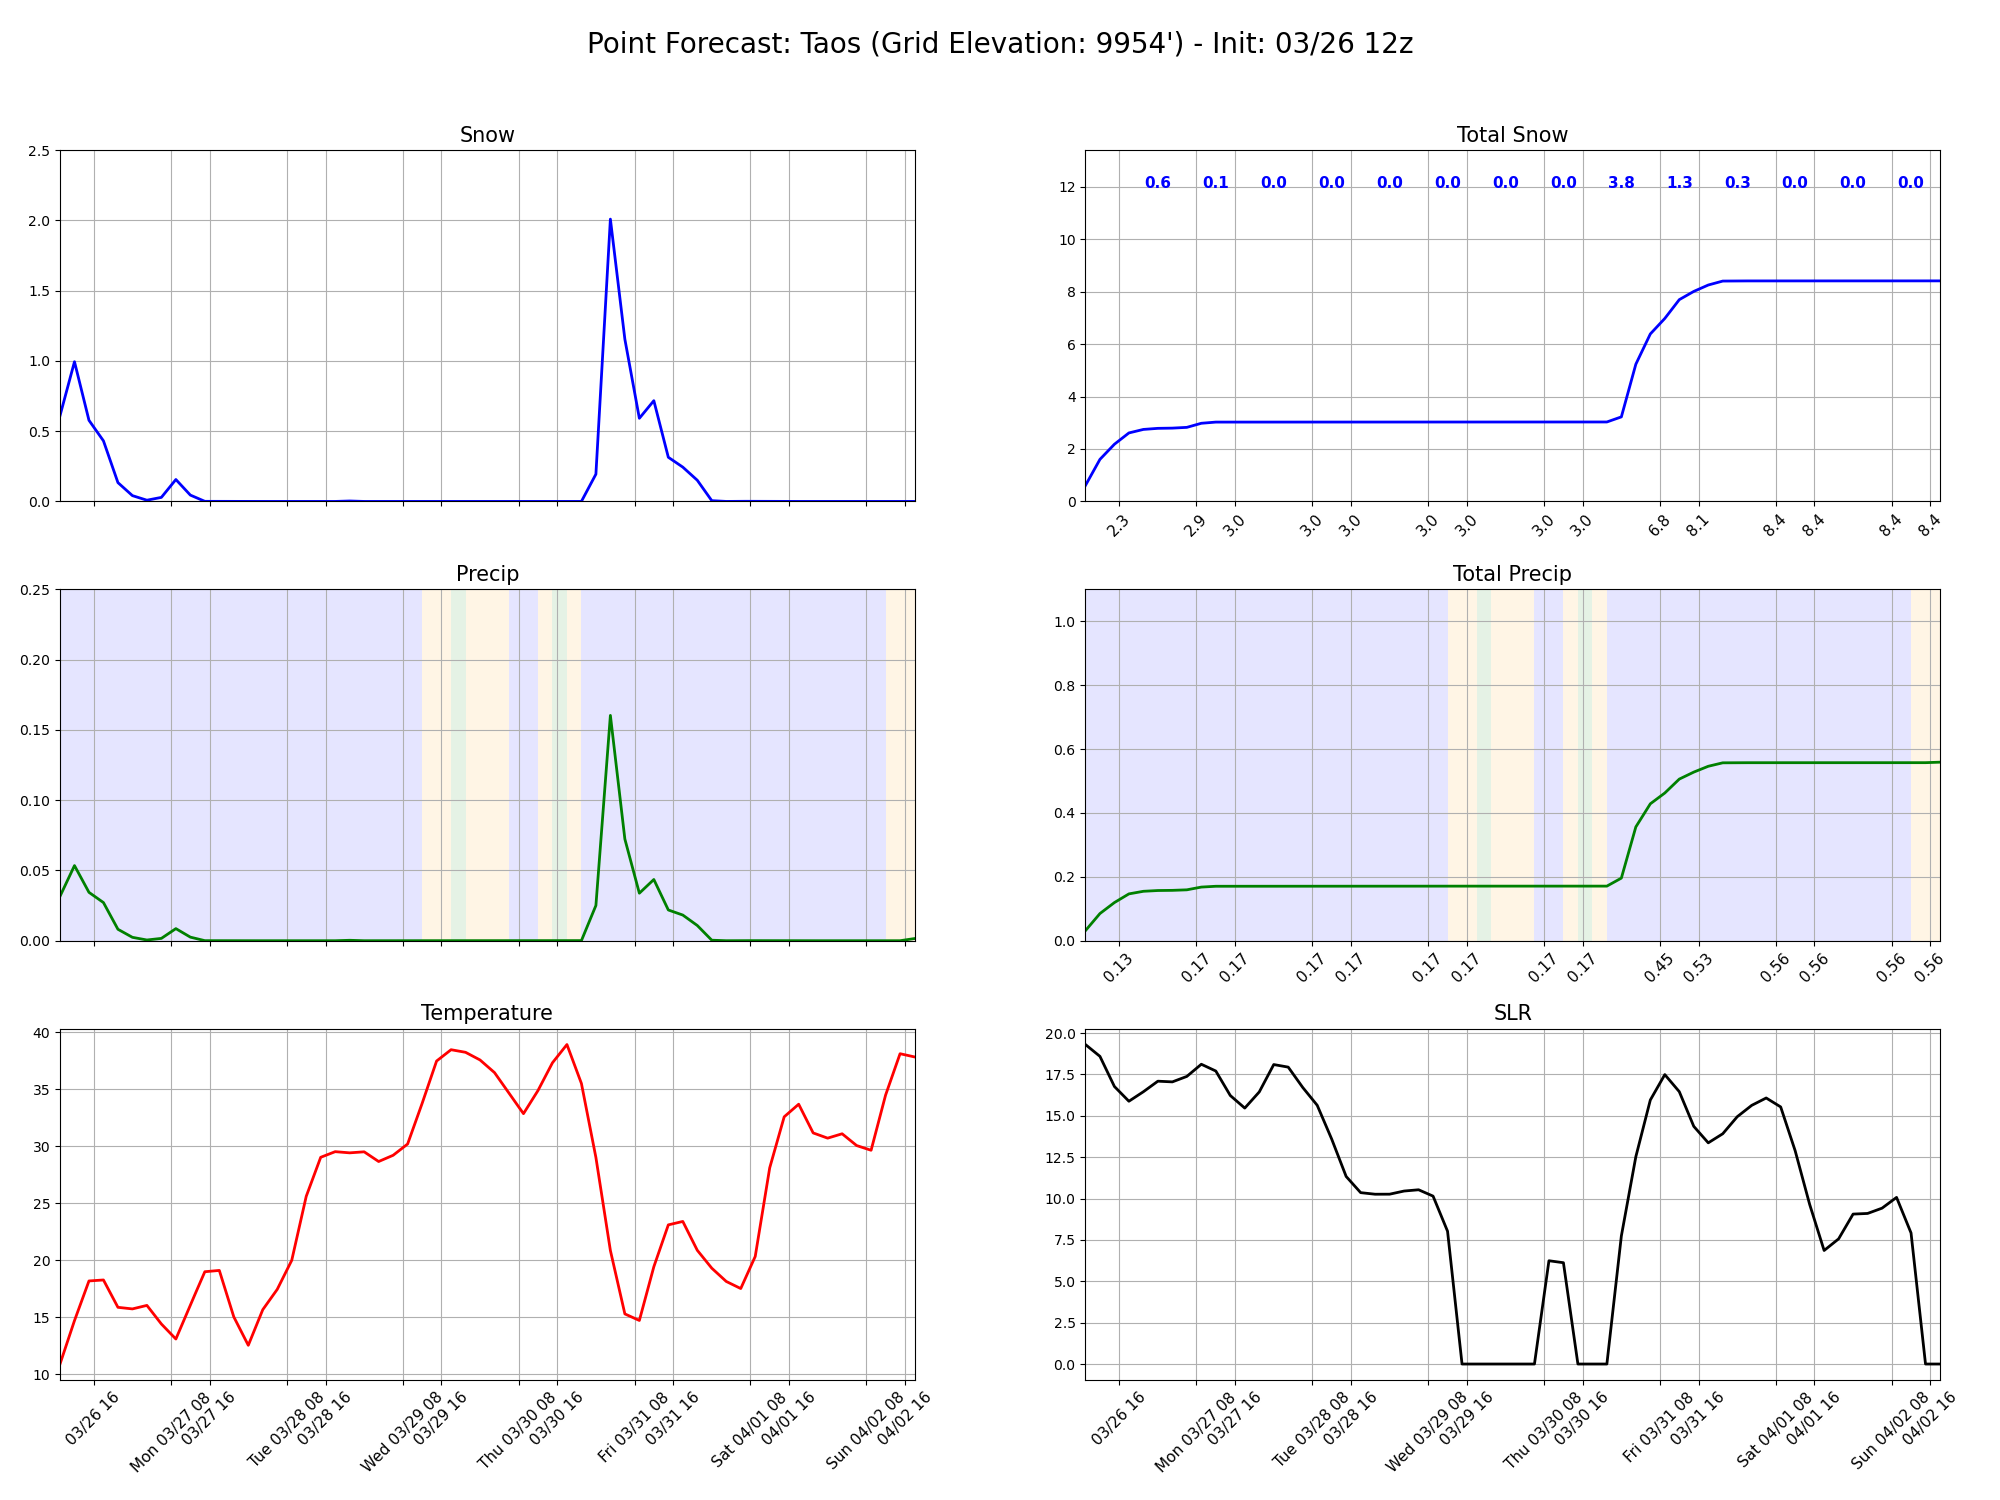 Point Forecast: Taos (Grid Elevation: 9954') - Init: 03/26 12z
Snow
2.5
2.0
1.5
1.0
0.5
0.0
Total Snow
0.6 0.1 0.0 0.0 0.0 0.0 0.0 0.0 3.8 1.3 0.3 0.0 0.0 0.0
12
10
8
6
4
2
0
2.3 2.9 3.0 3.0 3.0 3.0 3.0 3.0 3.0 6.8 8.1 8.4 8.4 8.4 8.4
Precip
0.25
0.20
0.15
0.10
0.05
0.00
Total Precip
1.0
0.8
0.6
0.4
0.2
0.0
0.13 0.17 0.17 0.17 0.17 0.17 0.17 0.17 0.17 0.45 0.53 0.56 0.56 0.56 0.56
Temperature
40
35
30
25
20
15
10
03/26 16
Mon 03/27 08
03/27 16
Tue 03/28 08
03/28 16
Wed 03/29 08
03/29 16
Thu 03/30 08
03/30 16
Fri 03/31 08
03/31 16
Sat 04/01 08
04/01 16
Sun 04/02 08
04/02 16
SLR
20.0
17.5
15.0
12.5
10.0
7.5
5.0
2.5
0.0
03/26 16
Mon 03/27 08
03/27 16
Tue 03/28 08
03/28 16
Wed 03/29 08
03/29 16
Thu 03/30 08
03/30 16
Fri 03/31 08
03/31 16
Sat 04/01 08
04/01 16
Sun 04/02 08
04/02 16